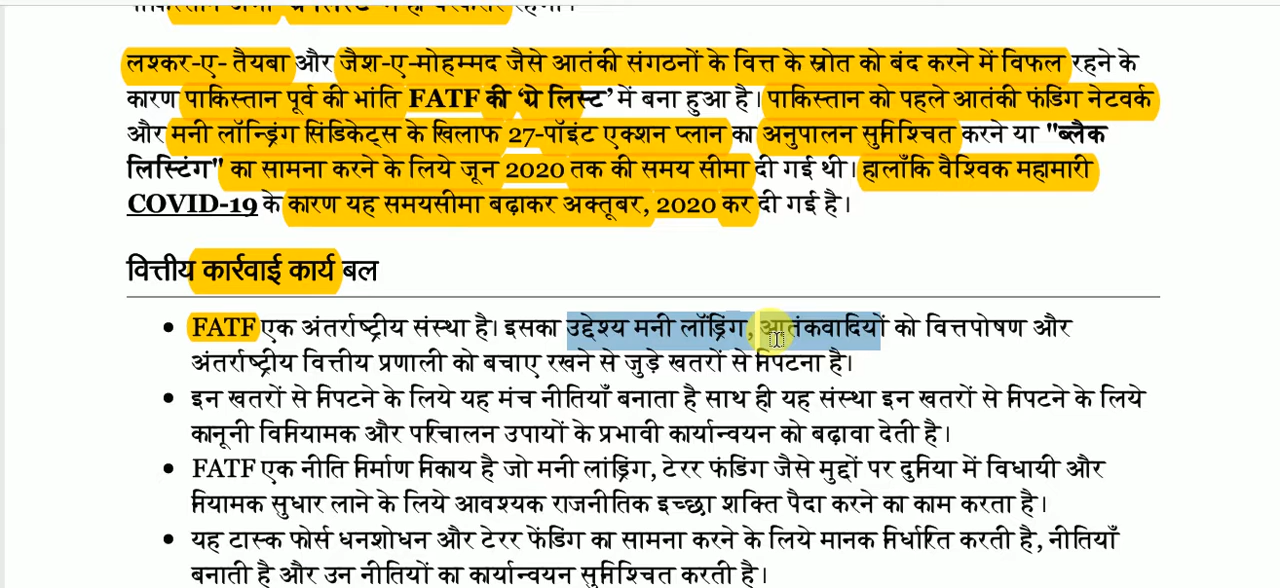 लश्कर-ए- तैयबा और जैश-ए-मोहम्मद जैसे आतंकी संगठनों के वित्त के स्रोत को बंद करने में विफल रहने के
कारण पाकिस्तान पूर्व की भांति FATF की ‘ग्रे लिस्ट’ में बना हुआ है। पाकिस्तान को पहले आतंकी फंडिंग नेटवर्क
और मनी लॉन्ड्रिंग सिंडिकेट्स के खिलाफ 27-पॉइंट एक्शन प्लान का अनुपालन सुनिश्चित करने या "ब्लैक
लिस्टिंग" का सामना करने के लिये जून 2020 तक की समय सीमा दी गई थी। हालाँकि वैश्विक महामारी
COVID-19 के कारण यह समयसीमा बढ़ाकर अक्तूबर, 2020 कर दी गई है।
वित्तीय कार्रवाई कार्य बल
• FATF एक अंतर्राष्ट्रीय संस्था है। इसका उद्देश्य मनी लॉंड्रिंग, आतंकवादियों को वित्तपोषण और
अंतर्राष्ट्रीय वित्तीय प्रणाली को बचाए रखने से जुड़े खतरों से निपटना है।
• इन खतरों से निपटने के लिये यह मंच नीतियाँ बनाता है साथ ही यह संस्था इन खतरों से निपटने के लिये
कानूनी विनियामक और परिचालन उपायों के प्रभावी कार्यान्वयन को बढ़ावा देती है।
• FATF एक नीति निर्माण निकाय है जो मनी लांड्रिंग, टेरर फंडिंग जैसे मुद्दों पर दुनिया में विधायी और
नियामक सुधार लाने के लिये आवश्यक राजनीतिक इच्छा शक्ति पैदा करने का काम करता है।
• यह टास्क फोर्स धनशोधन और टेरर फेंडिंग का सामना करने के लिये मानक निर्धारित करती है, नीतियाँ
बनाती है और उन नीतियों का कार्यान्वयन सुनिश्चित करती है।